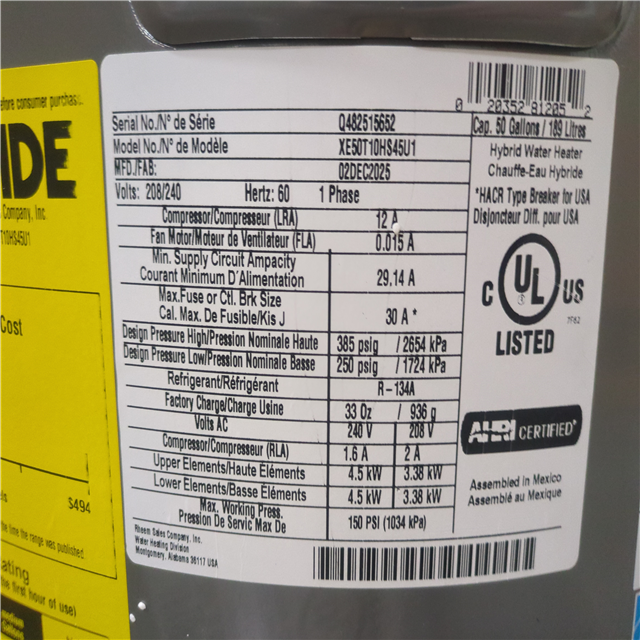 before consumer purchas
IDE
Company, Inc.
T10HS45U1
Cost
$494
the time the range was published
ating
the first hour of use)
0 20352 81205 2
Serial No./N° de Série Q482515652 Cap. 50 Gallons / 189 Litres
Model No./N° de Modèle XE50T10HS45U1
MFD./FAB: 02DEC2025
Volts: 208/240 Hertz: 60 1 Phase
Hybrid Water Heater
Chauffe-Eau Hybride
*HACR Type Breaker for USA
Disjoncteur Diff. pour USA
Compressor/Compresseur (LRA) 12 A
Fan Motor/Moteur de Ventilateur (FLA) 0.015 A
Min. Supply Circuit Ampacity
Courant Minimum D'Alimentation 29.14 A
Max.Fuse or Ctl. Brk Size
Cal. Max. De Fusible/Kis J 30 A *
C UL US
LISTED
7F62
Design Pressure High/Pression Nominale Haute 385 psig / 2654 kPa
Design Pressure Low/Pression Nominale Basse 250 psig / 1724 kPa
Refrigerant/Réfrigérant R-134A
Factory Charge/Charge Usine 33 Oz / 936 g
Volts AC 240 V 208 V
Compressor/Compresseur (RLA) 1.6 A 2 A
Upper Elements/Haute Éléments 4.5 kW 3.38 kW
Lower Elements/Basse Éléments 4.5 kW 3.38 kW
Max. Working Press.
Pression De Servic Max De 150 PSI (1034 kPa)
AHRI CERTIFIED®
Assembled in Mexico
Assemblé au Mexique
Rheem Sales Company, Inc.
Water Heating Division
Montgomery, Alabama 36117 USA